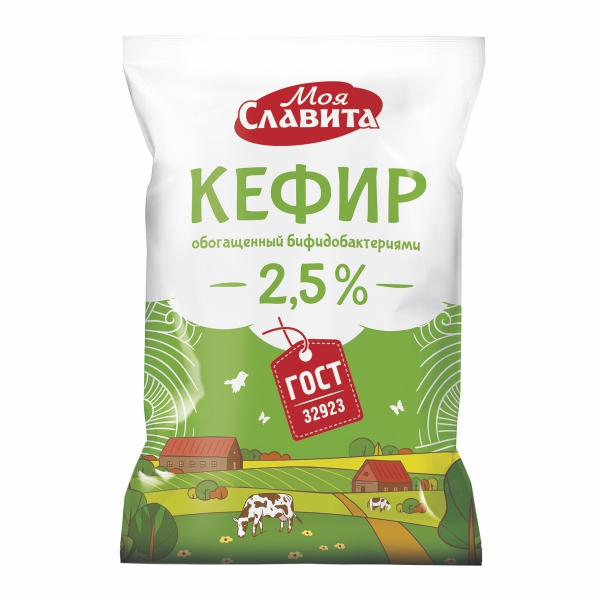 Моя
Славита
КЕФИР
обогащенный бифидобактериями
2,5%
ГОСТ
32923